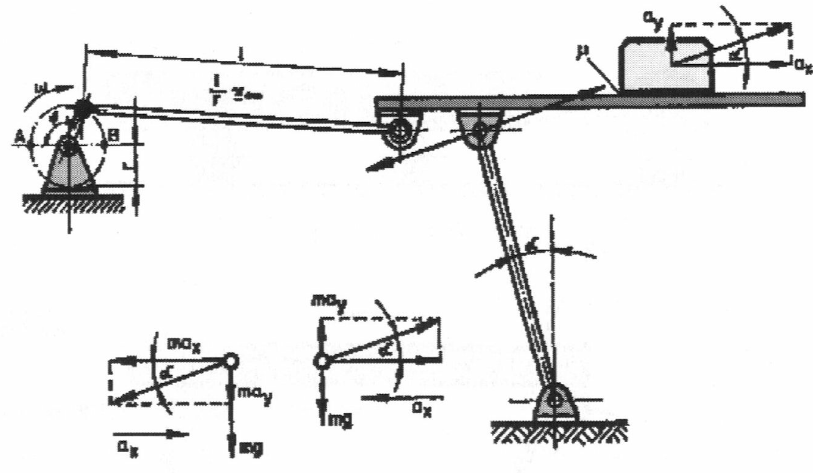 l
l/r ≅ ∞
ω
A
B
r
μ
a_y
α
a_x
α
ma_x
α
ma_y
a_x
mg
ma_y
α
mg
a_x